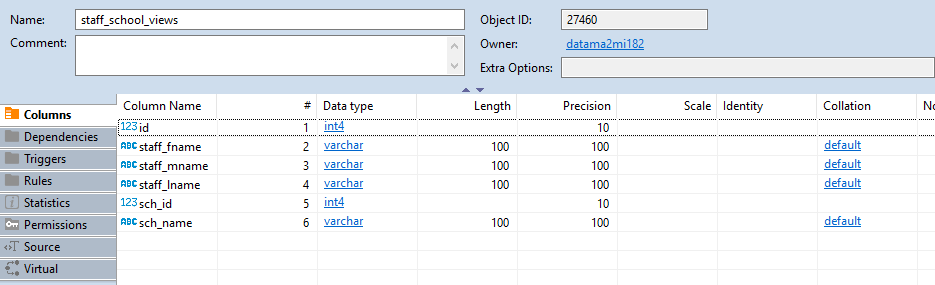 Name: staff_school_views Object ID: 27460
Comment: Owner: datama2mi182
Extra Options:
Columns
Dependencies
Triggers
Rules
Statistics
Permissions
Source
Virtual
Column Name # Data type Length Precision Scale Identity Collation
123 id 1 int4 10
ABC staff_fname 2 varchar 100 100 default
ABC staff_mname 3 varchar 100 100 default
ABC staff_lname 4 varchar 100 100 default
123 sch_id 5 int4 10
ABC sch_name 6 varchar 100 100 default